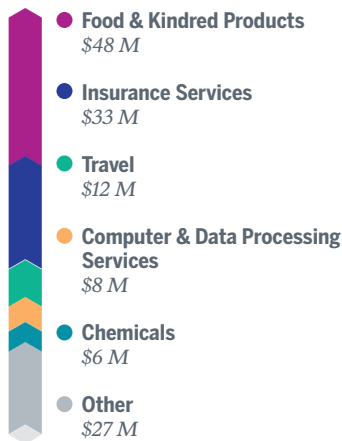 Food & Kindred Products
$48 M
Insurance Services
$33 M
Travel
$12 M
Computer & Data Processing
Services
$8 M
Chemicals
$6 M
Other
$27 M